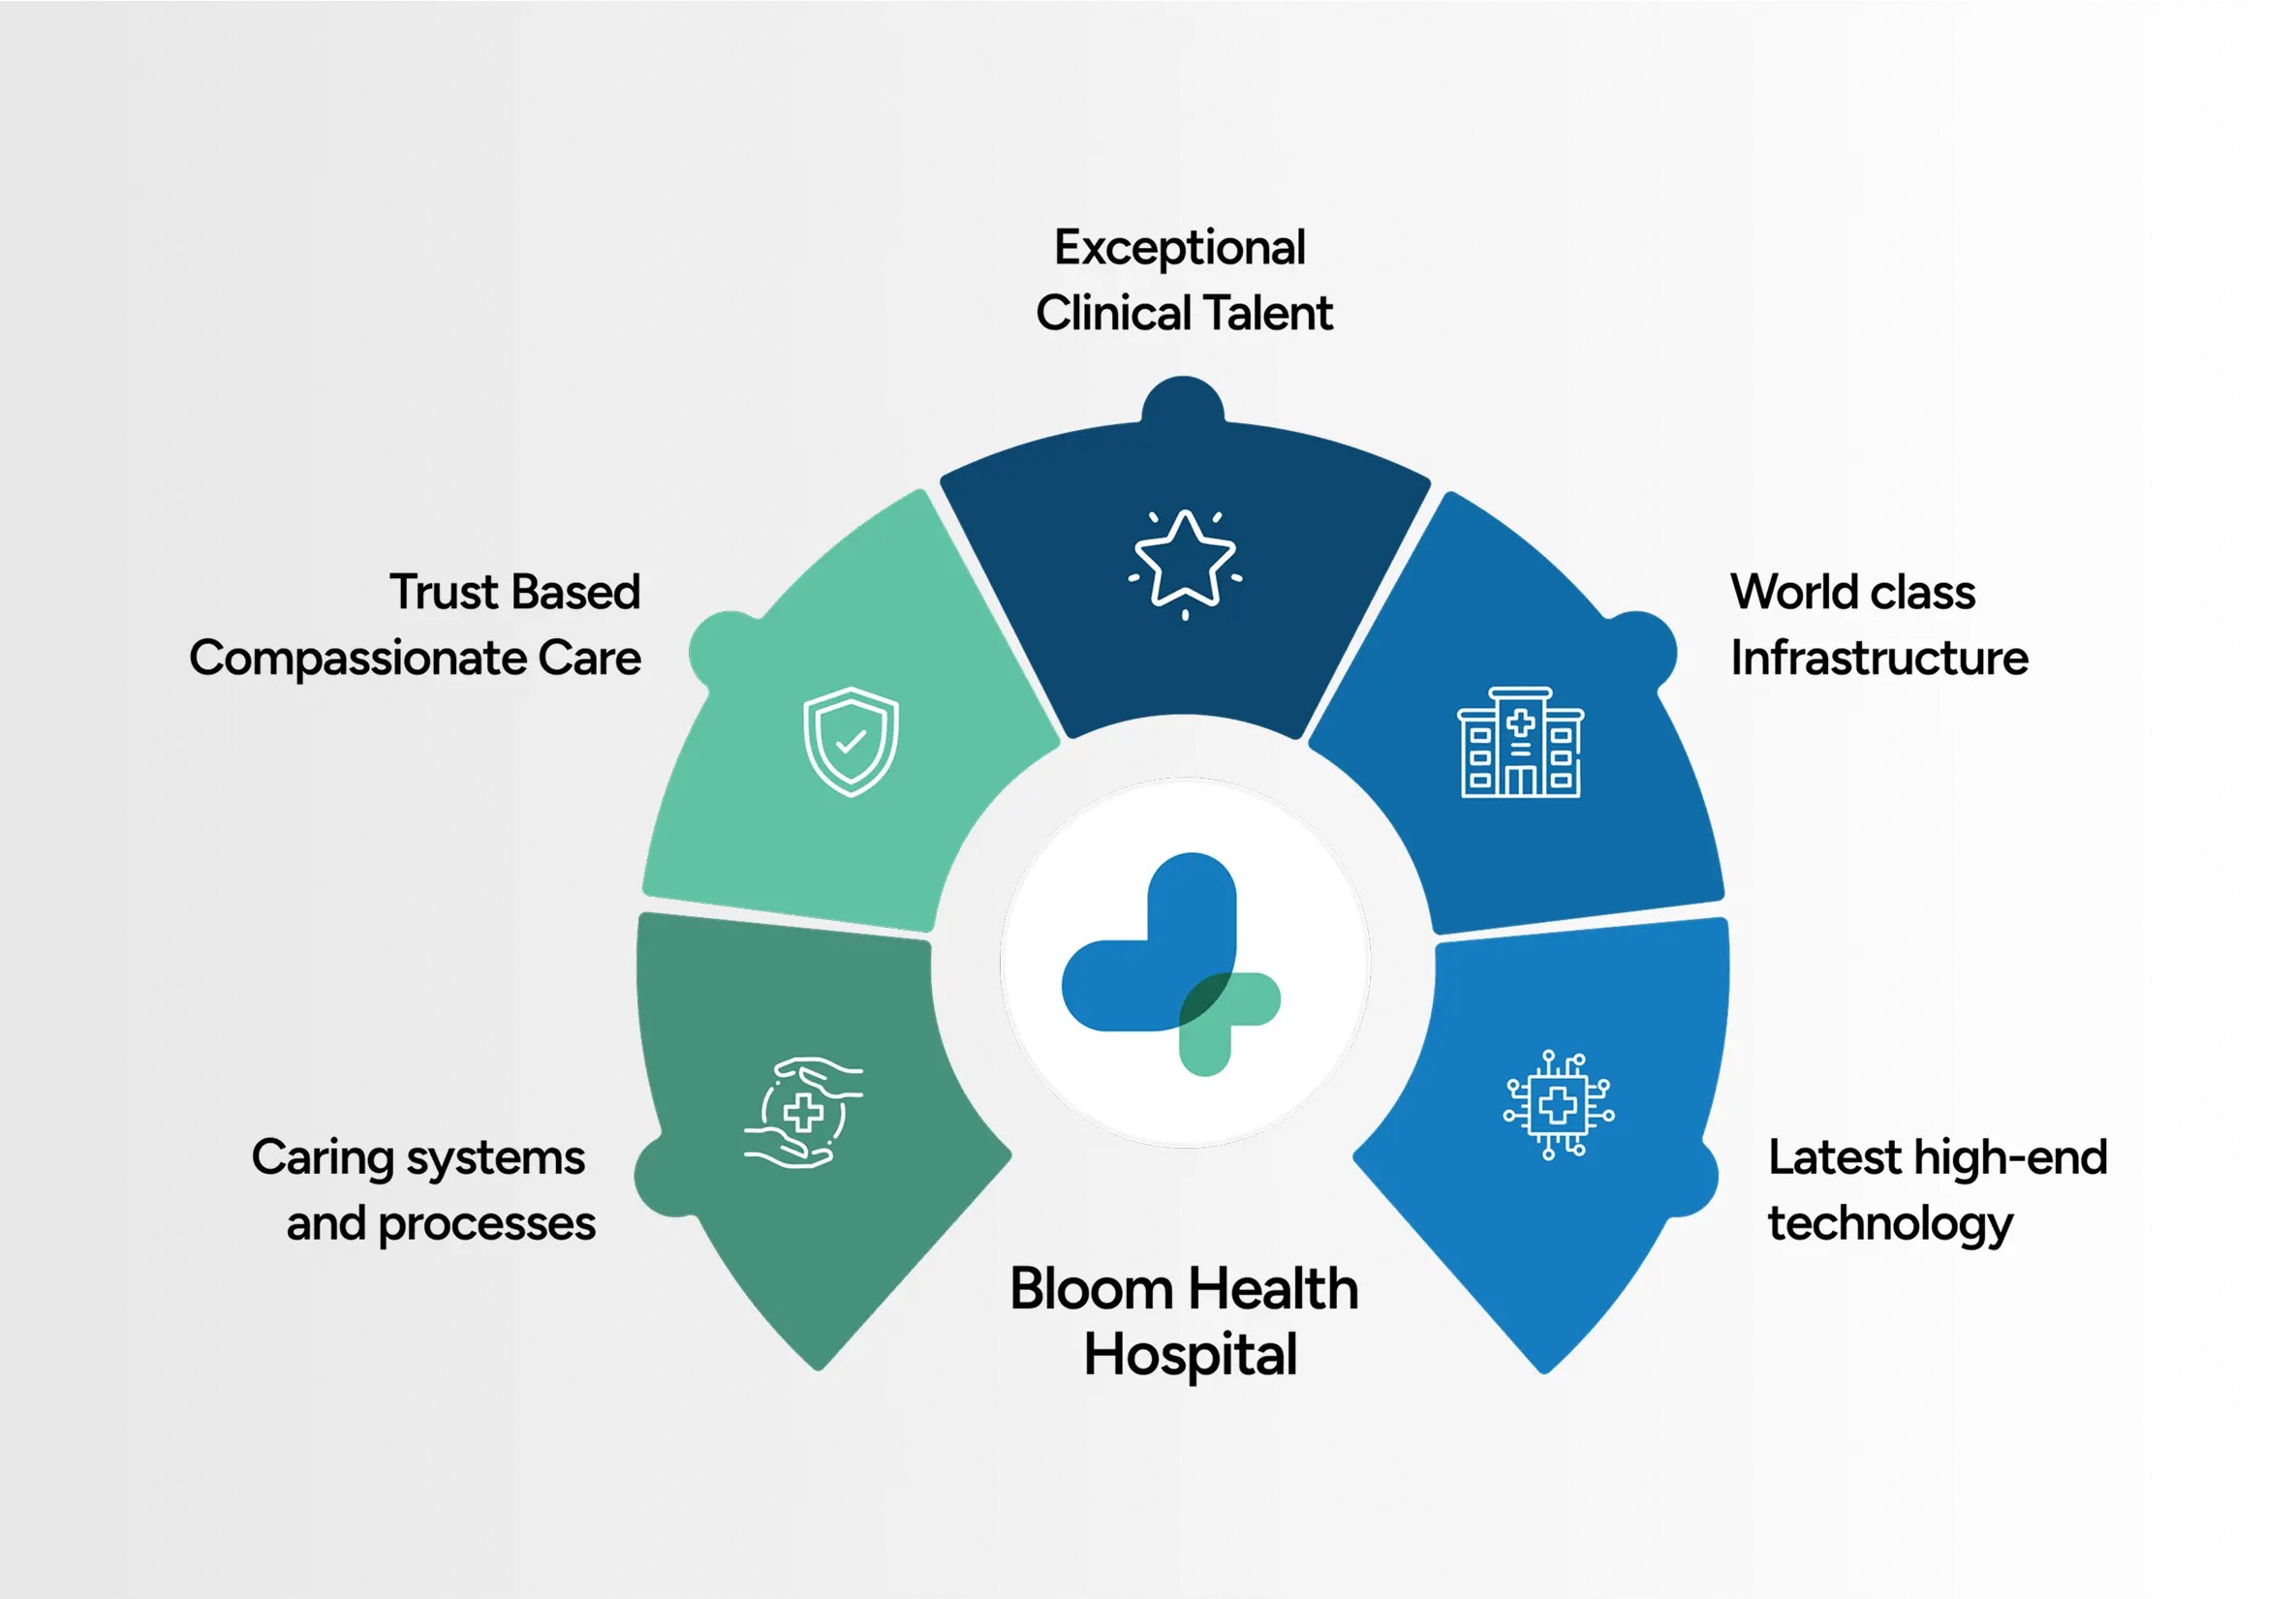 Exceptional
Clinical Talent
Trust Based
Compassionate Care
World class
Infrastructure
Caring systems
and processes
Latest high-end
technology
Bloom Health
Hospital